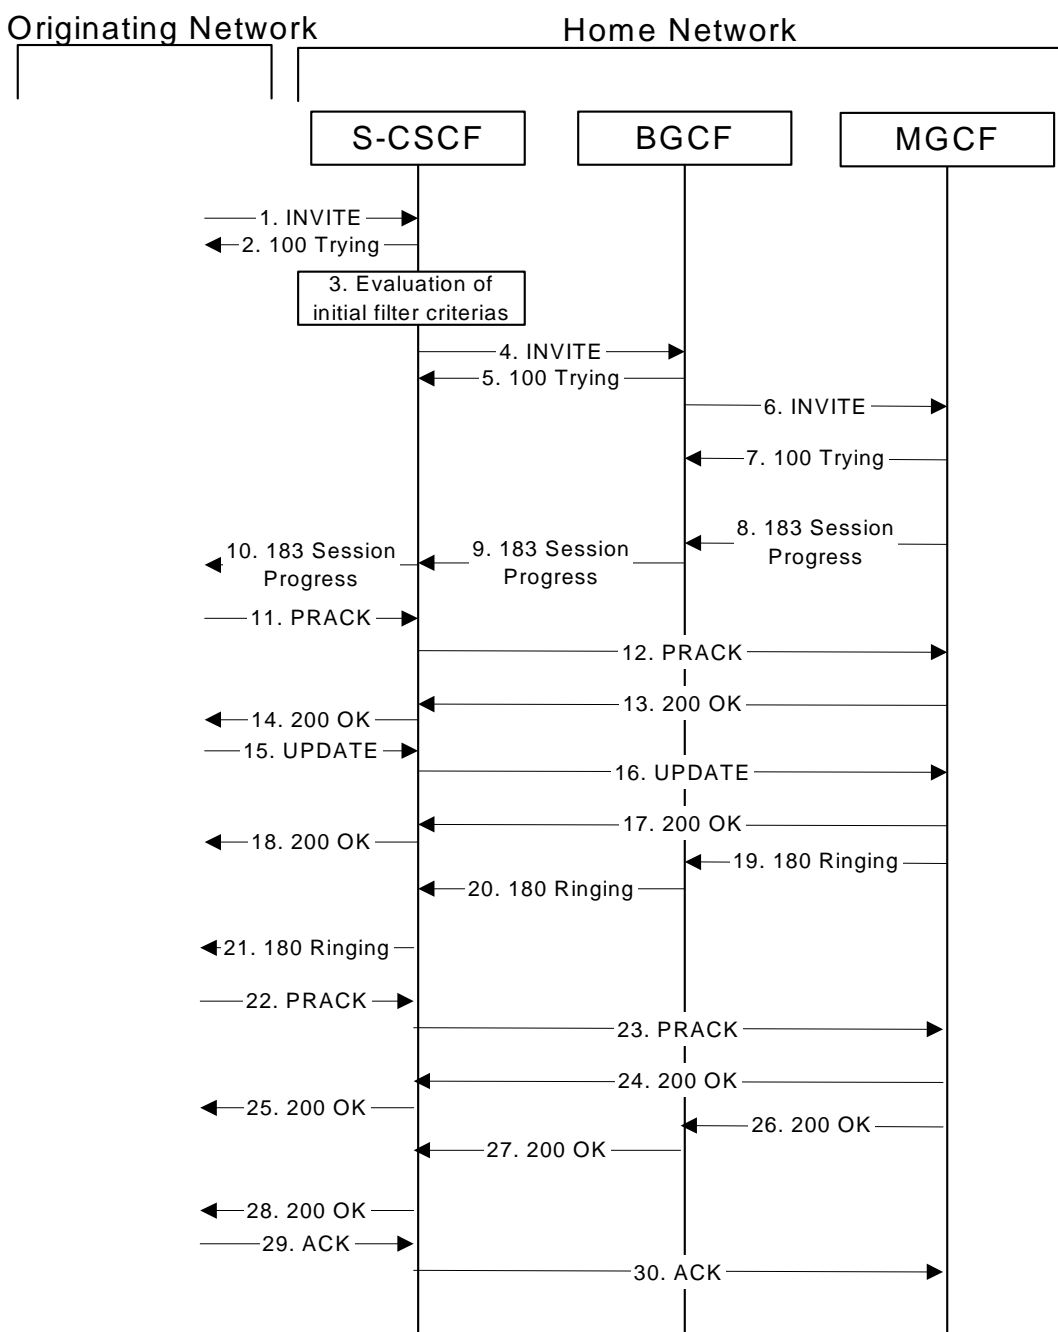 Originating Network
Home Network
S-CSCF
BGCF
MGCF
1. INVITE
2. 100 Trying
3. Evaluation of
initial filter criterias
4. INVITE
5. 100 Trying
6. INVITE
7. 100 Trying
8. 183 Session
Progress
9. 183 Session
Progress
10. 183 Session
Progress
11. PRACK
12. PRACK
13. 200 OK
14. 200 OK
15. UPDATE
16. UPDATE
17. 200 OK
18. 200 OK
19. 180 Ringing
20. 180 Ringing
21. 180 Ringing
22. PRACK
23. PRACK
24. 200 OK
25. 200 OK
26. 200 OK
27. 200 OK
28. 200 OK
29. ACK
30. ACK